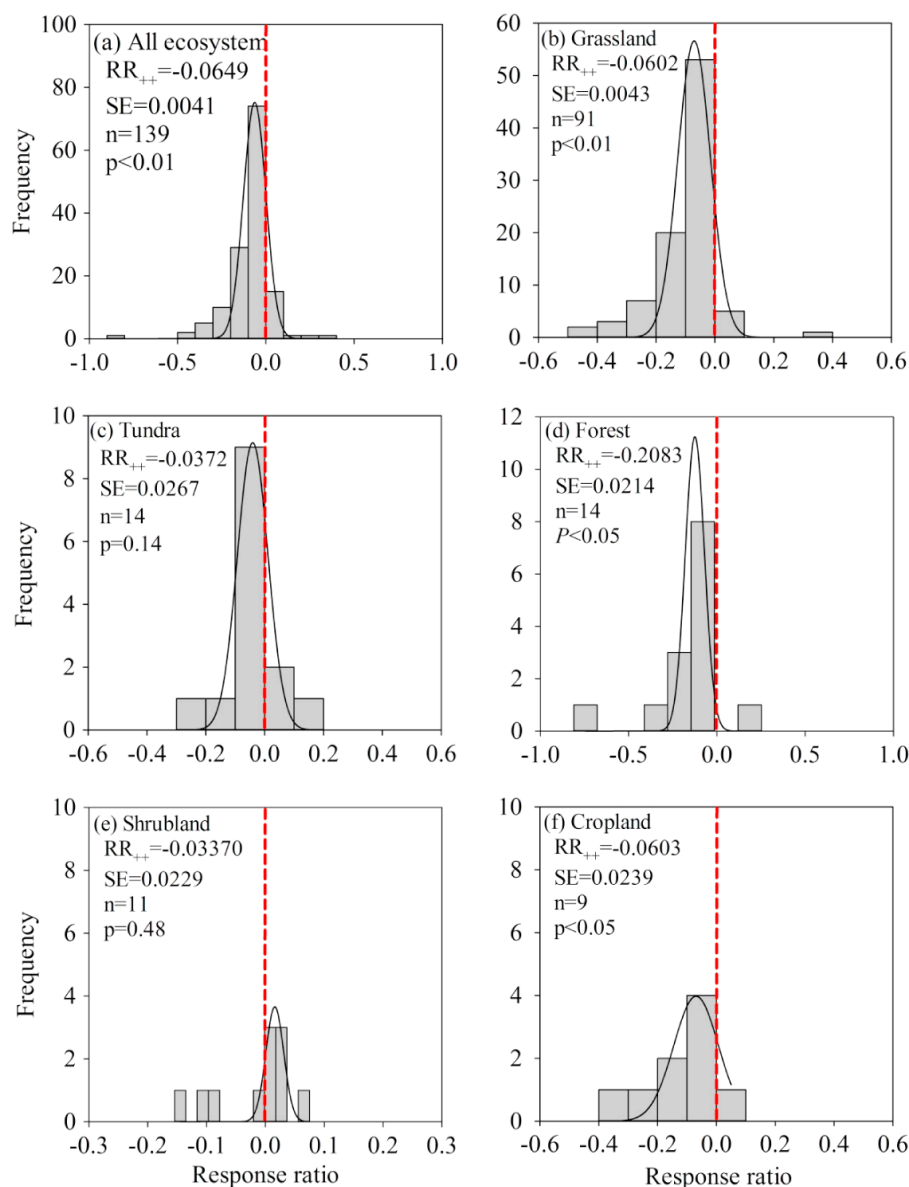 (a) All ecosystem
RR++=-0.0649
SE=0.0041
n=139
p<0.01
100
80
60
40
20
0
-1.0 -0.5 0.0 0.5 1.0
Frequency
(b) Grassland
RR++=-0.0602
SE=0.0043
n=91
p<0.01
60
50
40
30
20
10
0
-0.6 -0.4 -0.2 0.0 0.2 0.4 0.6
(c) Tundra
RR++=-0.0372
SE=0.0267
n=14
p=0.14
10
8
6
4
2
0
-0.6 -0.4 -0.2 0.0 0.2 0.4 0.6
Frequency
(d) Forest
RR++=-0.2083
SE=0.0214
n=14
P<0.05
12
10
8
6
4
2
0
-1.0 -0.5 0.0 0.5 1.0
(e) Shrubland
RR++=-0.03370
SE=0.0229
n=11
p=0.48
10
8
6
4
2
0
-0.3 -0.2 -0.1 0.0 0.1 0.2 0.3
Frequency
Response ratio
(f) Cropland
RR++=-0.0603
SE=0.0239
n=9
p<0.05
10
8
6
4
2
0
-0.6 -0.4 -0.2 0.0 0.2 0.4 0.6
Response ratio